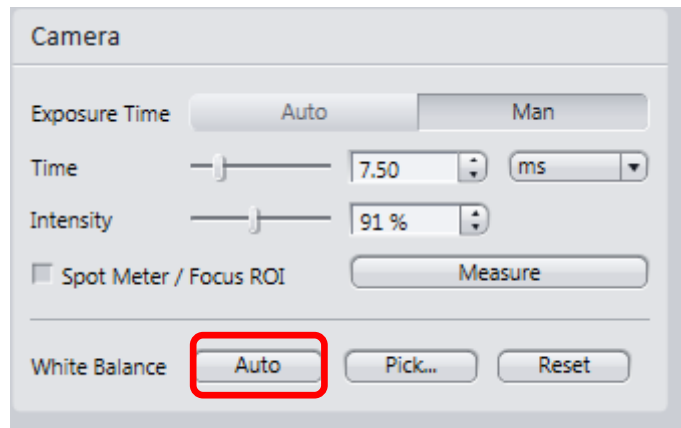 Camera
Exposure Time Auto Man
Time 7.50 ms
Intensity 91 %
Spot Meter / Focus ROI Measure
White Balance Auto Pick... Reset